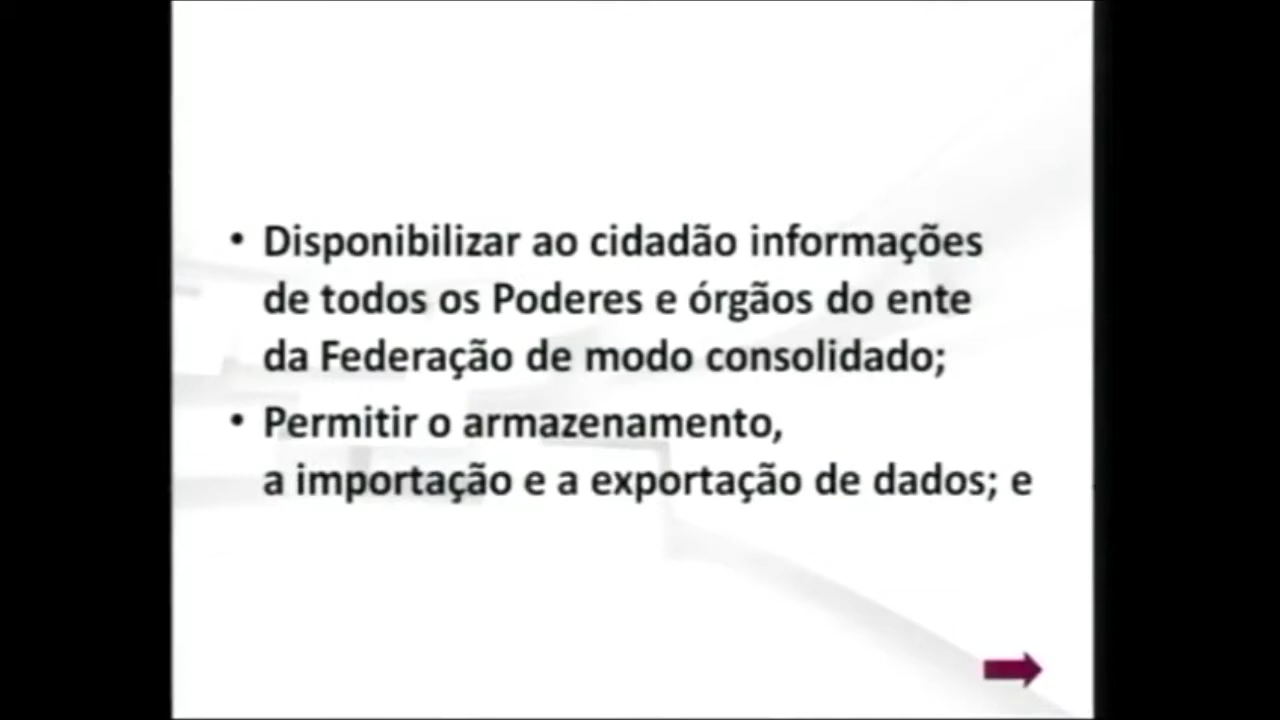 • Disponibilizar ao cidadão informações
de todos os Poderes e órgãos do ente
da Federação de modo consolidado;
• Permitir o armazenamento,
a importação e a exportação de dados; e